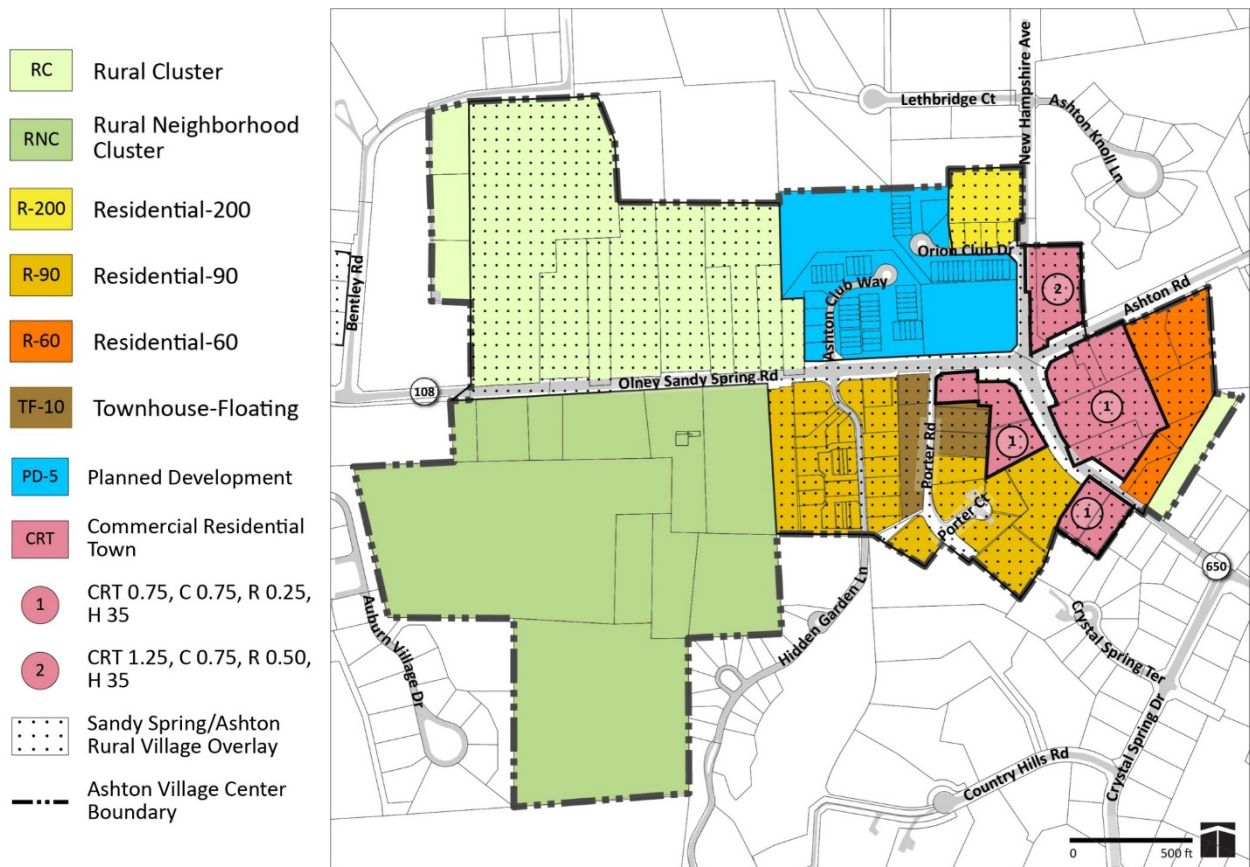 RC
Rural Cluster
RNC
Rural Neighborhood
Cluster
R-200
Residential-200
R-90
Residential-90
R-60
Residential-60
TF-10
Townhouse-Floating
PD-5
Planned Development
CRT
Commercial Residential
Town
1
CRT 0.75, C 0.75, R 0.25,
H 35
2
CRT 1.25, C 0.75, R 0.50,
H 35
Sandy Spring/Ashton
Rural Village Overlay
Ashton Village Center
Boundary
Lethbridge Ct
New Hampshire Ave
Ashton Knoll Ln
Bentley Rd
Orion Club Dr
Ashton Club Way
2
Ashton Rd
108
Olney Sandy Spring Rd
1
1
Porter Rd
Porter Ct
1
650
Auburn Village Dr
Hidden Garden Ln
Crystal Spring Ter
Crystal Spring Dr
Country Hills Rd
0
500 ft